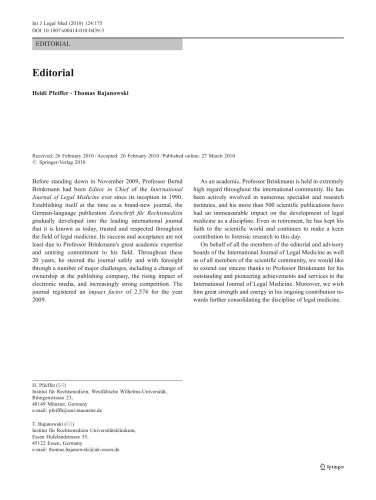 Int J Legal Med (2010) 124:175
DOI 10.1007/s00414-010-0439-3
EDITORIAL
Editorial
Heidi Pfeiffer · Thomas Bajanowski
Received: 26 February 2010 / Accepted: 26 February 2010 / Published online: 27 March 2010
© Springer-Verlag 2010
Before standing down in November 2009, Professor Bernd
Brinkmann had been Editor in Chief of the International
Journal of Legal Medicine ever since its inception in 1990.
Establishing itself at the time as a brand-new journal, the
German-language publication Zeitschrift für Rechtsmedizin
gradually developed into the leading international journal
that it is known as today, trusted and respected throughout
the field of legal medicine. Its success and acceptance are not
least due to Professor Brinkmann's great academic expertise
and untiring commitment to his field. Throughout these
20 years, he steered the journal safely and with foresight
through a number of major challenges, including a change of
ownership at the publishing company, the rising impact of
electronic media, and increasingly strong competition. The
journal registered an impact factor of 2.574 for the year
2009.
As an academic, Professor Brinkmann is held in extremely
high regard throughout the international community. He has
been actively involved in numerous specialist and research
institutes, and his more than 500 scientific publications have
had an immeasurable impact on the development of legal
medicine as a discipline. Even in retirement, he has kept his
faith to the scientific world and continues to make a keen
contribution to forensic research to this day.
On behalf of all the members of the editorial and advisory
boards of the International Journal of Legal Medicine as well
as of all members of the scientific community, we would like
to extend our sincere thanks to Professor Brinkmann for his
outstanding and pioneering achievements and services to the
International Journal of Legal Medicine. Moreover, we wish
him great strength and energy in his ongoing contribution to-
wards further consolidating the discipline of legal medicine.
H. Pfeiffer (✉)
Institut für Rechtsmedizin, Westfälische Wilhelms-Universität,
Röntgenstrasse 23,
48149 Münster, Germany
e-mail: pfeiffh@uni-muenster.de
T. Bajanowski (✉)
Institut für Rechtsmedizin Universitätsklinikum,
Essen Hufelandstrasse 55,
45122 Essen, Germany
e-mail: thomas.bajanowski@uk-essen.de
Springer